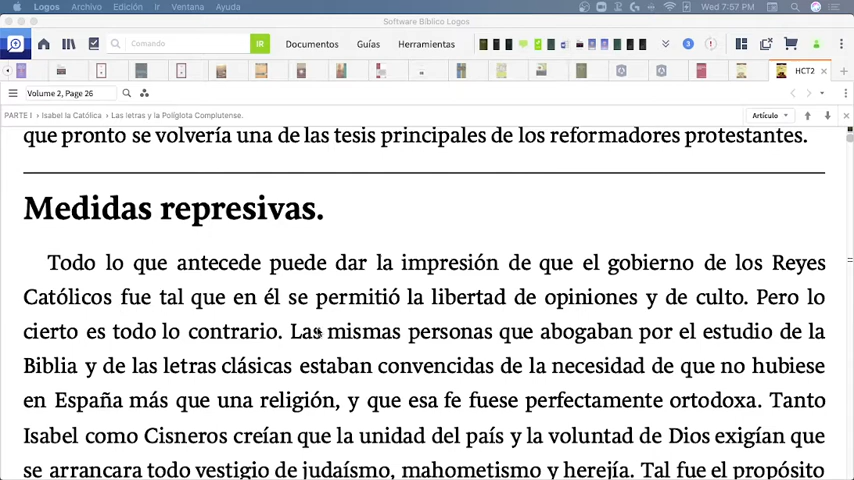 Logos Archivo Edición Ir Ventana Ayuda Wed 7:57 PM
Software Bíblico Logos
Comando IR Documentos Guías Herramientas 3
HCT2
Volume 2, Page 26
PARTE I › Isabel la Católica › Las letras y la Políglota Complutense. Artículo
que pronto se volvería una de las tesis principales de los reformadores protestantes.
Medidas represivas.
Todo lo que antecede puede dar la impresión de que el gobierno de los Reyes
Católicos fue tal que en él se permitió la libertad de opiniones y de culto. Pero lo
cierto es todo lo contrario. Las mismas personas que abogaban por el estudio de la
Biblia y de las letras clásicas estaban convencidas de la necesidad de que no hubiese
en España más que una religión, y que esa fe fuese perfectamente ortodoxa. Tanto
Isabel como Cisneros creían que la unidad del país y la voluntad de Dios exigían que
se arrancara todo vestigio de judaísmo, mahometismo y herejía. Tal fue el propósito